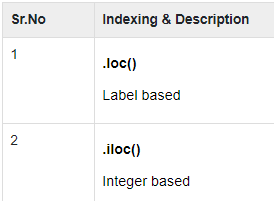 Sr.No Indexing & Description
1
.loc()
Label based
2
.iloc()
Integer based